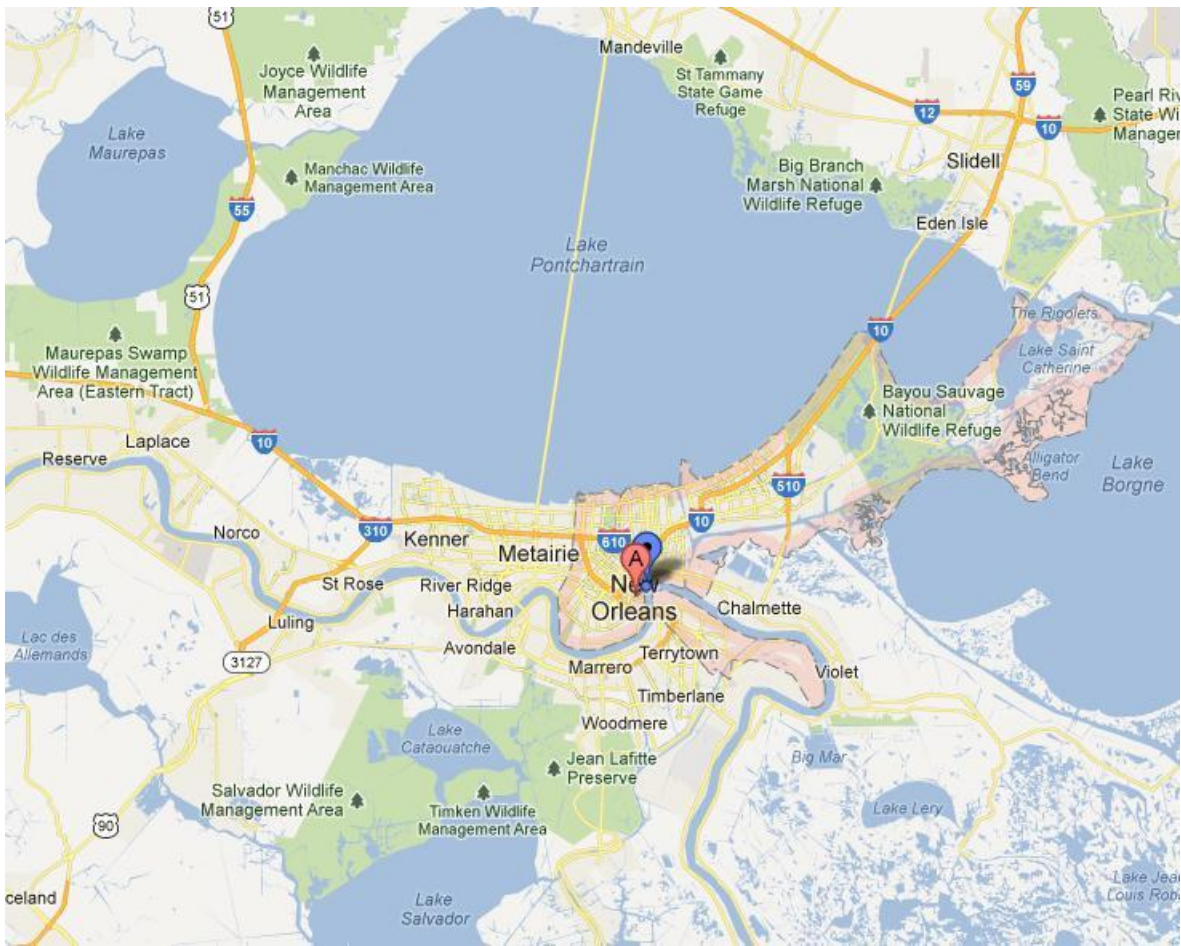 51
Mandeville
Joyce Wildlife
Management
Area
St Tammany
State Game
Refuge
59
12
10
Pearl Riv
State Wi
Manager
Lake
Maurepas
Manchac Wildlife
Management Area
Slidell
Big Branch
Marsh National
Wildlife Refuge
55
Eden Isle
Lake
Pontchartrain
51
The Rigolets
10
Maurepas Swamp
Wildlife Management
Area (Eastern Tract)
Lake Saint
Catherine
Bayou Sauvage
National
Wildlife Refuge
Laplace
10
Reserve
Alligator
Bend
Lake
Borgne
510
310
10
Norco
Kenner
Metairie
610
A
St Rose
River Ridge
New
Orleans
Harahan
Chalmette
Luling
Avondale
Terrytown
Lac des
Allemands
3127
Marrero
Violet
Timberlane
Woodmere
Lake
Cataouatche
Big Mar
Jean Lafitte
Preserve
Salvador Wildlife
Management Area
Timken Wildlife
Management Area
Lake Lery
90
Lake Jea
Louis Rob
celand
Lake
Salvador